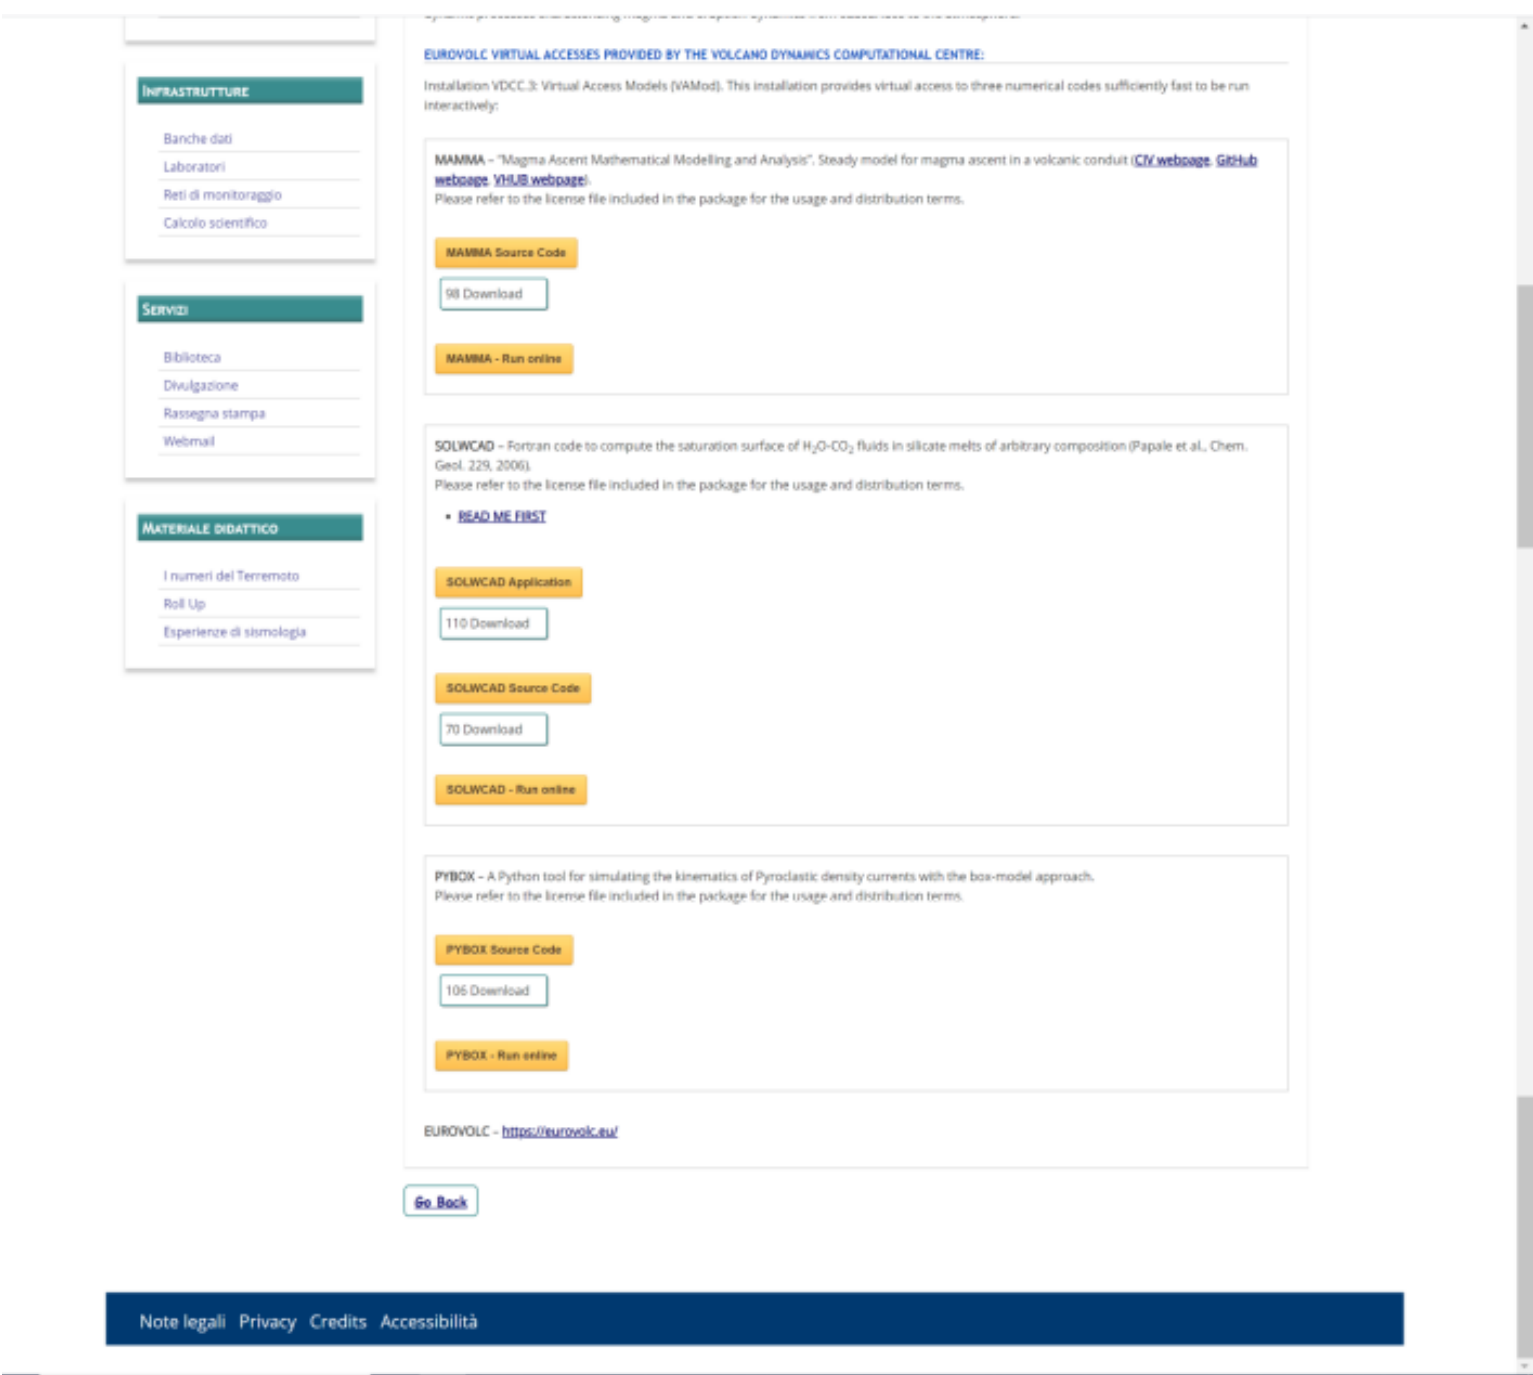 INFRASTRUTTURE
Banche dati
Laboratori
Reti di monitoraggio
Calcolo scientifico
SERVIZI
Biblioteca
Divulgazione
Rassegna stampa
Webmail
MATERIALE DIDATTICO
I numeri del Terremoto
Roll Up
Esperienze di sismologia
EUROVOLC VIRTUAL ACCESSES PROVIDED BY THE VOLCANO DYNAMICS COMPUTATIONAL CENTRE:
Installation VDCC.3: Virtual Access Models (VAMod). This installation provides virtual access to three numerical codes sufficiently fast to be run
interactively:
MAMMA – "Magma Ascent Mathematical Modelling and Analysis". Steady model for magma ascent in a volcanic conduit (CIV webpage, GitHub
webpage, VHUB webpage).
Please refer to the license file included in the package for the usage and distribution terms.
MAMMA Source Code
98 Download
MAMMA - Run online
SOLWCAD – Fortran code to compute the saturation surface of H₂O-CO₂ fluids in silicate melts of arbitrary composition (Papale et al., Chem.
Geol. 229, 2006).
Please refer to the license file included in the package for the usage and distribution terms.
• READ ME FIRST
SOLWCAD Application
110 Download
SOLWCAD Source Code
70 Download
SOLWCAD - Run online
PYBOX – A Python tool for simulating the kinematics of Pyroclastic density currents with the box-model approach.
Please refer to the license file included in the package for the usage and distribution terms.
PYBOX Source Code
106 Download
PYBOX - Run online
EUROVOLC – https://eurovolc.eu/
Go Back
Note legali Privacy Credits Accessibilità